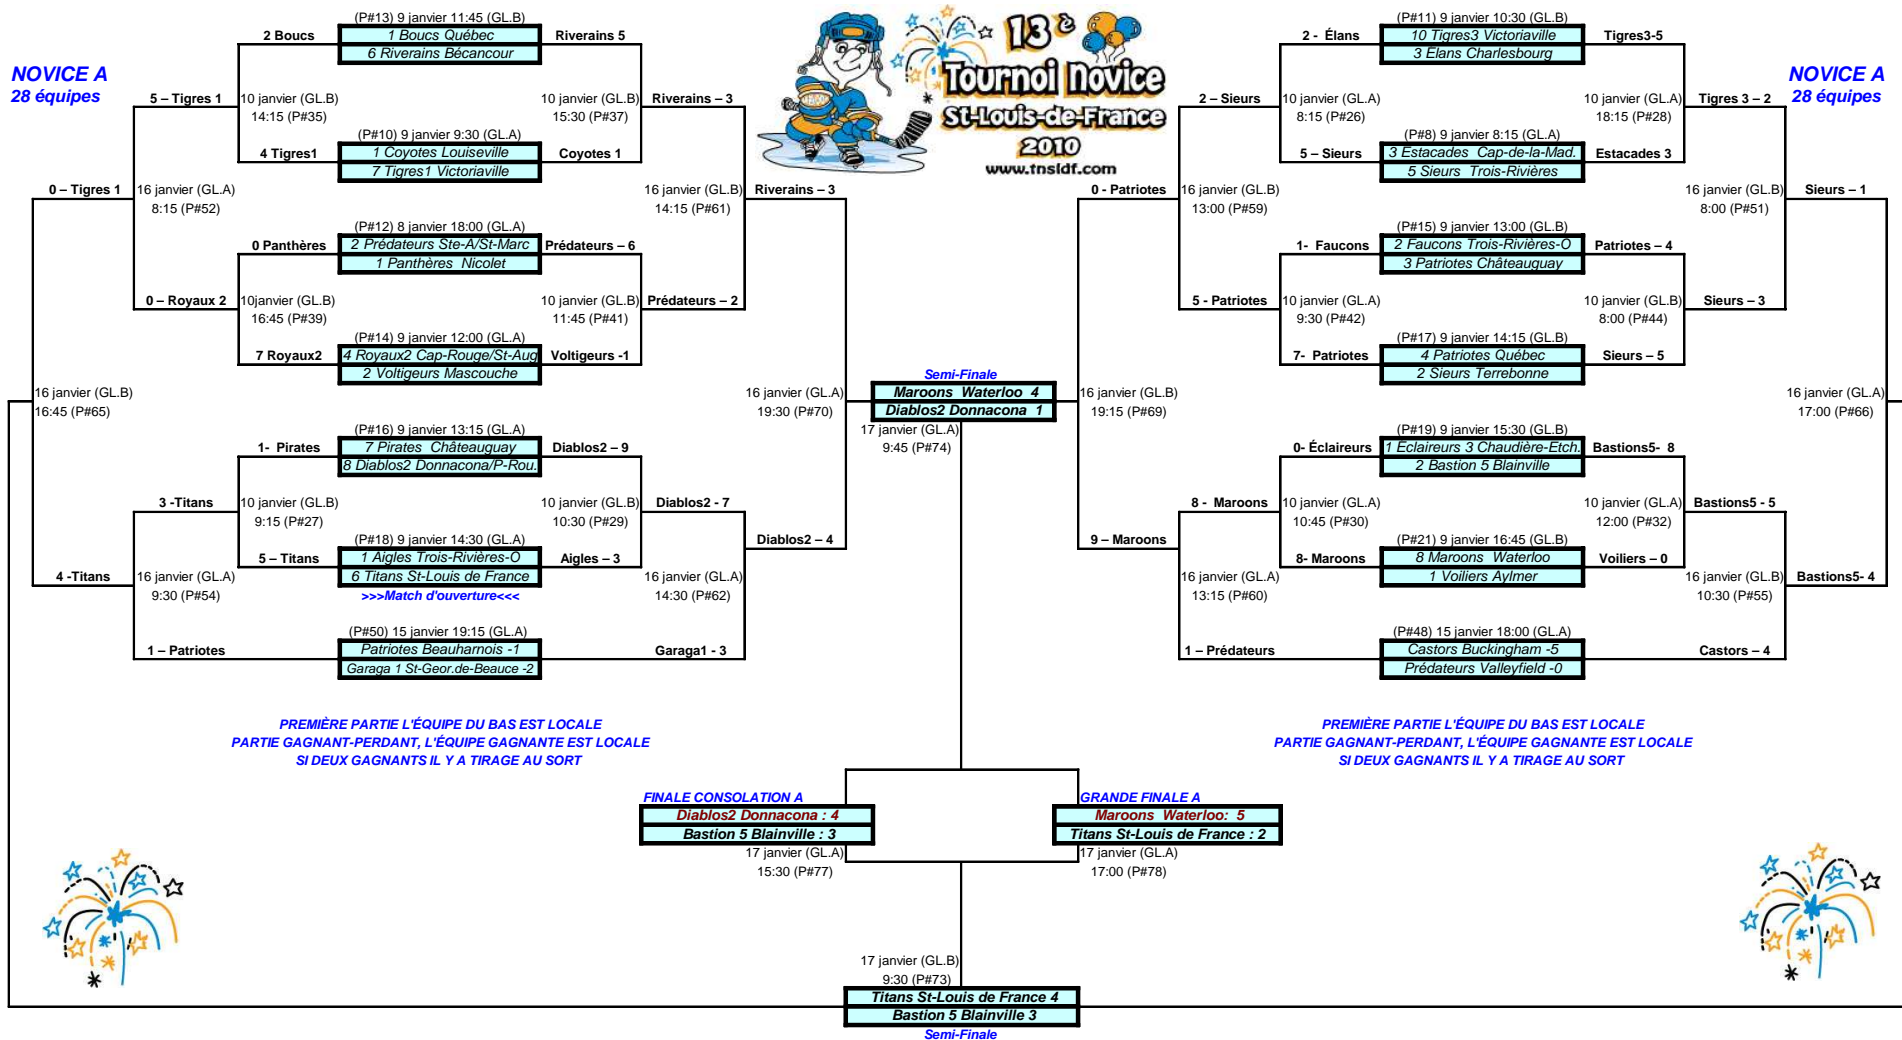 13è
Tournoi Novice
St-Louis-de-France
2010
www.tnsldf.com
NOVICE A
28 équipes
(P#13) 9 janvier 11:45 (GL.B)
2 Boucs
1 Boucs Québec
6 Riverains Bécancour
Riverains 5
5 – Tigres 1
10 janvier (GL.B)
14:15 (P#35)
10 janvier (GL.B)
15:30 (P#37)
Riverains – 3
(P#10) 9 janvier 9:30 (GL.A)
4 Tigres1
1 Coyotes Louiseville
7 Tigres1 Victoriaville
Coyotes 1
0 – Tigres 1
16 janvier (GL.A)
8:15 (P#52)
16 janvier (GL.B)
14:15 (P#61)
Riverains – 3
(P#12) 8 janvier 18:00 (GL.A)
0 Panthères
2 Prédateurs Ste-A/St-Marc
1 Panthères Nicolet
Prédateurs – 6
0 – Royaux 2
10janvier (GL.B)
16:45 (P#39)
10 janvier (GL.B)
11:45 (P#41)
Prédateurs – 2
(P#14) 9 janvier 12:00 (GL.A)
7 Royaux2
4 Royaux2 Cap-Rouge/St-Aug
2 Voltigeurs Mascouche
Voltigeurs -1
16 janvier (GL.B)
16:45 (P#65)
16 janvier (GL.A)
19:30 (P#70)
(P#16) 9 janvier 13:15 (GL.A)
1- Pirates
7 Pirates Châteauguay
8 Diablos2 Donnacona/P-Rou.
Diablos2 – 9
3 -Titans
10 janvier (GL.B)
9:15 (P#27)
10 janvier (GL.B)
10:30 (P#29)
Diablos2 - 7
(P#18) 9 janvier 14:30 (GL.A)
5 – Titans
1 Aigles Trois-Rivières-O
6 Titans St-Louis de France
Aigles – 3
>>>Match d'ouverture<<<
Diablos2 – 4
4 -Titans
16 janvier (GL.A)
9:30 (P#54)
16 janvier (GL.A)
14:30 (P#62)
(P#50) 15 janvier 19:15 (GL.A)
1 – Patriotes
Patriotes Beauharnois -1
Garaga 1 St-Geor.de-Beauce -2
Garaga1 - 3
PREMIÈRE PARTIE L'ÉQUIPE DU BAS EST LOCALE
PARTIE GAGNANT-PERDANT, L'ÉQUIPE GAGNANTE EST LOCALE
SI DEUX GAGNANTS IL Y A TIRAGE AU SORT
Semi-Finale
Maroons Waterloo 4
Diablos2 Donnacona 1
17 janvier (GL.A)
9:45 (P#74)
NOVICE A
28 équipes
(P#11) 9 janvier 10:30 (GL.B)
2 - Élans
10 Tigres3 Victoriaville
3 Élans Charlesbourg
Tigres3-5
2 – Sieurs
10 janvier (GL.A)
8:15 (P#26)
10 janvier (GL.A)
18:15 (P#28)
Tigres 3 – 2
(P#8) 9 janvier 8:15 (GL.A)
5 – Sieurs
3 Estacades Cap-de-la-Mad.
5 Sieurs Trois-Rivières
Estacades 3
0 - Patriotes
16 janvier (GL.B)
13:00 (P#59)
16 janvier (GL.B)
8:00 (P#51)
Sieurs – 1
(P#15) 9 janvier 13:00 (GL.B)
1- Faucons
2 Faucons Trois-Rivières-O
3 Patriotes Châteauguay
Patriotes – 4
5 - Patriotes
10 janvier (GL.A)
9:30 (P#42)
10 janvier (GL.B)
8:00 (P#44)
Sieurs – 3
(P#17) 9 janvier 14:15 (GL.B)
7- Patriotes
4 Patriotes Québec
2 Sieurs Terrebonne
Sieurs – 5
16 janvier (GL.B)
19:15 (P#69)
16 janvier (GL.A)
17:00 (P#66)
(P#19) 9 janvier 15:30 (GL.B)
0- Éclaireurs
1 Éclaireurs 3 Chaudière-Etch.
2 Bastion 5 Blainville
Bastions5- 8
8 - Maroons
10 janvier (GL.A)
10:45 (P#30)
10 janvier (GL.A)
12:00 (P#32)
Bastions5 - 5
(P#21) 9 janvier 16:45 (GL.B)
8- Maroons
8 Maroons Waterloo
1 Voiliers Aylmer
Voiliers – 0
9 – Maroons
16 janvier (GL.A)
13:15 (P#60)
16 janvier (GL.B)
10:30 (P#55)
Bastions5- 4
(P#48) 15 janvier 18:00 (GL.A)
1 – Prédateurs
Castors Buckingham -5
Prédateurs Valleyfield -0
Castors – 4
PREMIÈRE PARTIE L'ÉQUIPE DU BAS EST LOCALE
PARTIE GAGNANT-PERDANT, L'ÉQUIPE GAGNANTE EST LOCALE
SI DEUX GAGNANTS IL Y A TIRAGE AU SORT
FINALE CONSOLATION A
Diablos2 Donnacona : 4
Bastion 5 Blainville : 3
17 janvier (GL.A)
15:30 (P#77)
GRANDE FINALE A
Maroons Waterloo: 5
Titans St-Louis de France : 2
17 janvier (GL.A)
17:00 (P#78)
17 janvier (GL.B)
9:30 (P#73)
Titans St-Louis de France 4
Bastion 5 Blainville 3
Semi-Finale